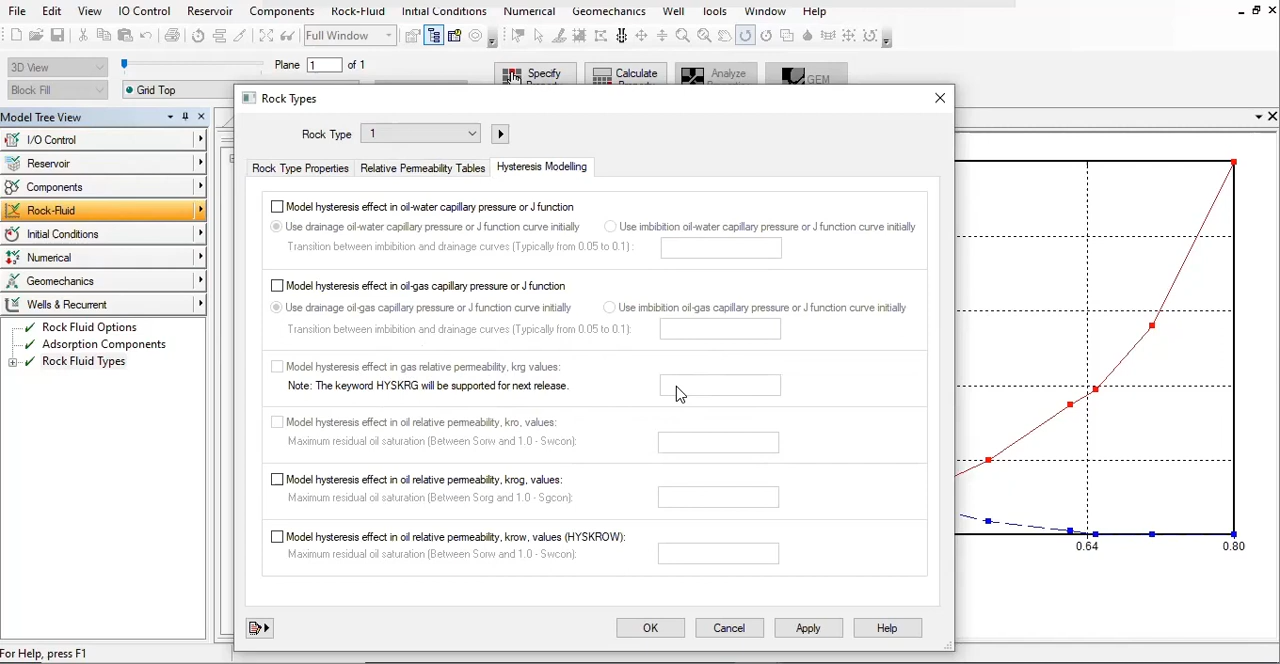 File Edit View IO Control Reservoir Components Rock-Fluid Initial Conditions Numerical Geomechanics Well Tools Window Help
Full Window
3D View
Plane 1 of 1
Block Fill
Grid Top
Specify
Calculate
Analyze
GEM
Model Tree View
I/O Control
Reservoir
Components
Rock-Fluid
Initial Conditions
Numerical
Geomechanics
Wells & Recurrent
Rock Fluid Options
Adsorption Components
Rock Fluid Types
Rock Types
Rock Type 1
Rock Type Properties Relative Permeability Tables Hysteresis Modelling
Model hysteresis effect in oil-water capillary pressure or J function
Use drainage oil-water capillary pressure or J function curve initially Use imbibition oil-water capillary pressure or J function curve initially
Transition between imbibition and drainage curves (Typically from 0.05 to 0.1) :
Model hysteresis effect in oil-gas capillary pressure or J function
Use drainage oil-gas capillary pressure or J function curve initially Use imbibition oil-gas capillary pressure or J function curve initially
Transition between imbibition and drainage curves (Typically from 0.05 to 0.1):
Model hysteresis effect in gas relative permeability, krg values:
Note: The keyword HYSKRG will be supported for next release.
Model hysteresis effect in oil relative permeability, kro, values:
Maximum residual oil saturation (Between Sorw and 1.0 - Swcon):
Model hysteresis effect in oil relative permeability, krog, values:
Maximum residual oil saturation (Between Sorg and 1.0 - Sgcon):
Model hysteresis effect in oil relative permeability, krow, values (HYSKROW):
Maximum residual oil saturation (Between Sorw and 1.0 - Swcon):
OK Cancel Apply Help
0.64 0.80
For Help, press F1